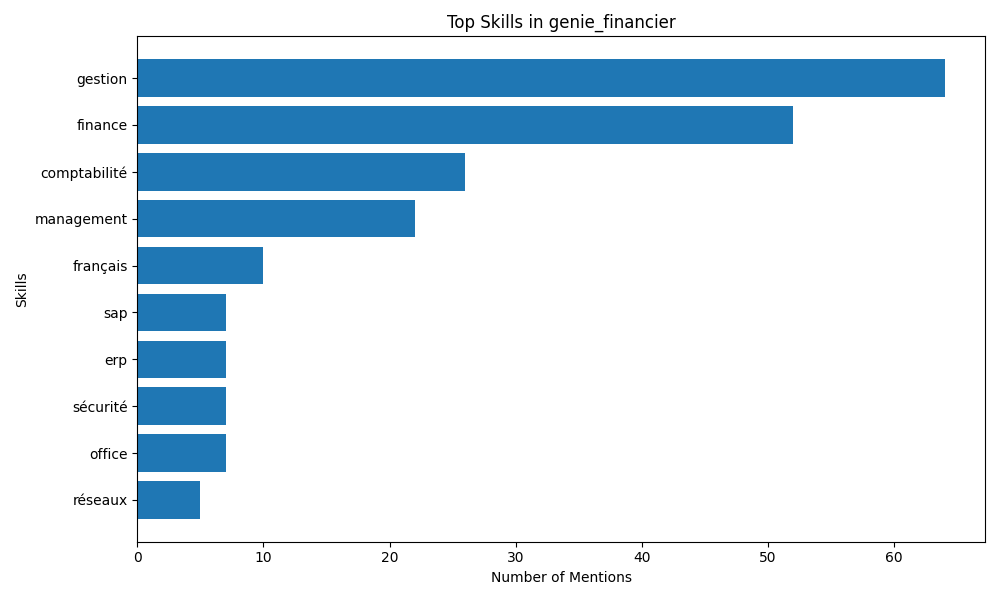 Top Skills in genie_financier
Skills
gestion
finance
comptabilité
management
français
sap
erp
sécurité
office
réseaux
0 10 20 30 40 50 60
Number of Mentions